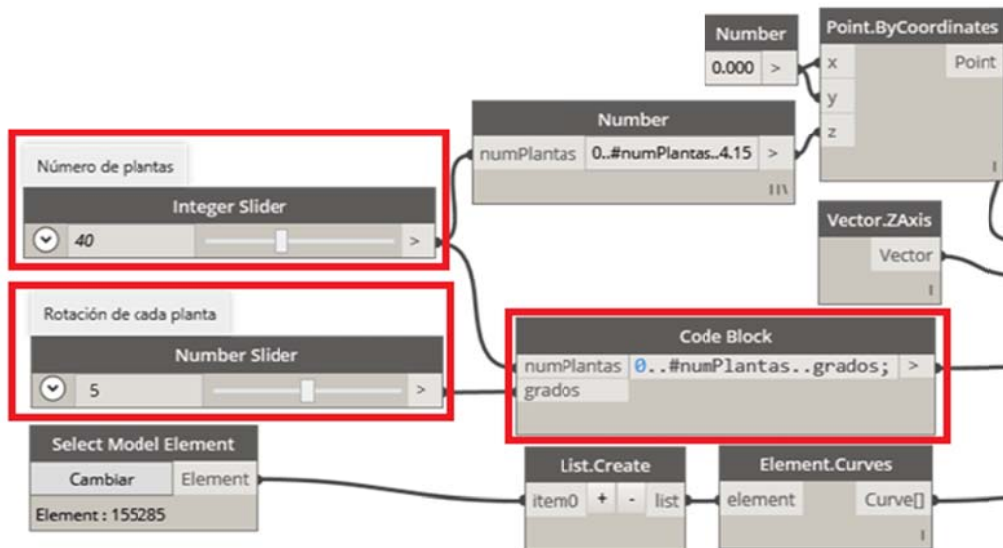 Número de plantas
Integer Slider
40 >
Rotación de cada planta
Number Slider
5 >
Select Model Element
Cambiar Element
Element : 155285
Number
0.000 >
Number
numPlantas 0..#numPlantas..4.15 >
Point.ByCoordinates
x Point
y
z
Vector.ZAxis
Vector
Code Block
numPlantas 0..#numPlantas..grados; >
grados
List.Create
item0 + - list
Element.Curves
element Curve[]